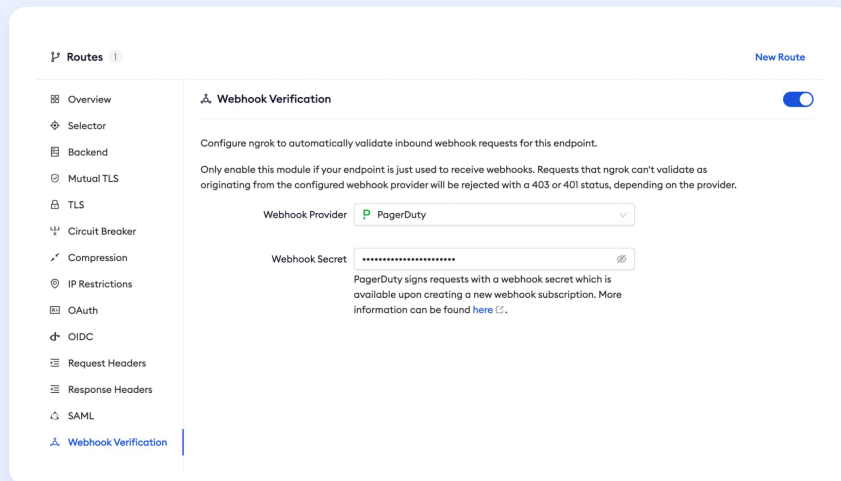 Routes 1
New Route
Overview
Selector
Backend
Mutual TLS
TLS
Circuit Breaker
Compression
IP Restrictions
OAuth
OIDC
Request Headers
Response Headers
SAML
Webhook Verification
Webhook Verification
Configure ngrok to automatically validate inbound webhook requests for this endpoint.
Only enable this module if your endpoint is just used to receive webhooks. Requests that ngrok can't validate as
originating from the configured webhook provider will be rejected with a 403 or 401 status, depending on the provider.
Webhook Provider P PagerDuty
Webhook Secret ••••••••••••••••••••••••
PagerDuty signs requests with a webhook secret which is
available upon creating a new webhook subscription. More
information can be found here.